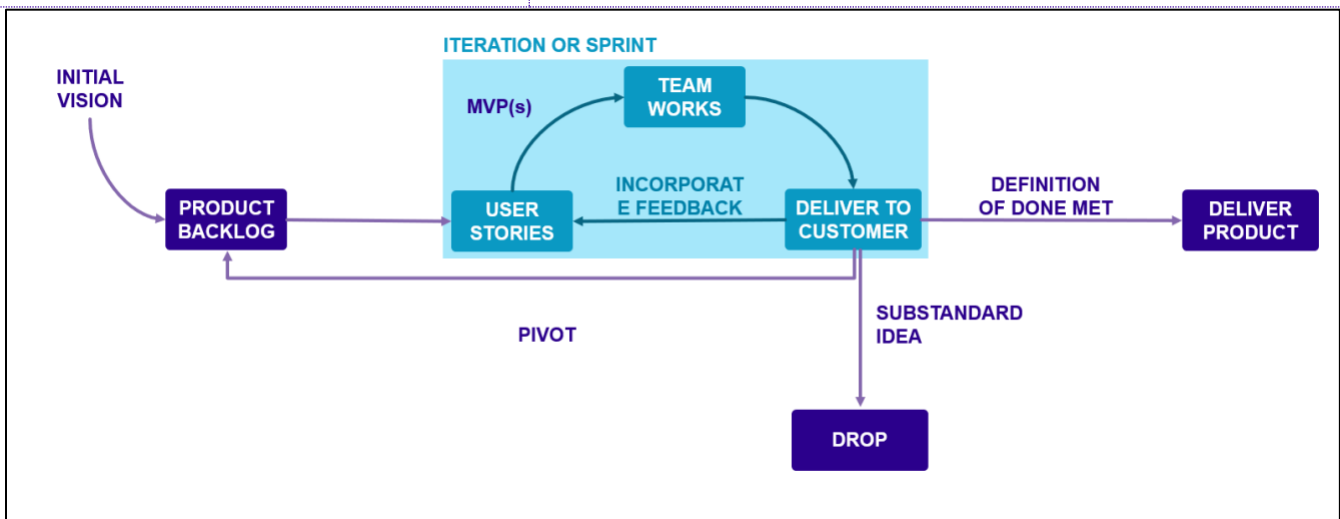 ITERATION OR SPRINT
INITIAL
VISION
MVP(s)
TEAM
WORKS
PRODUCT
BACKLOG
USER
STORIES
INCORPORAT
E FEEDBACK
DELIVER TO
CUSTOMER
DEFINITION
OF DONE MET
DELIVER
PRODUCT
PIVOT
SUBSTANDARD
IDEA
DROP